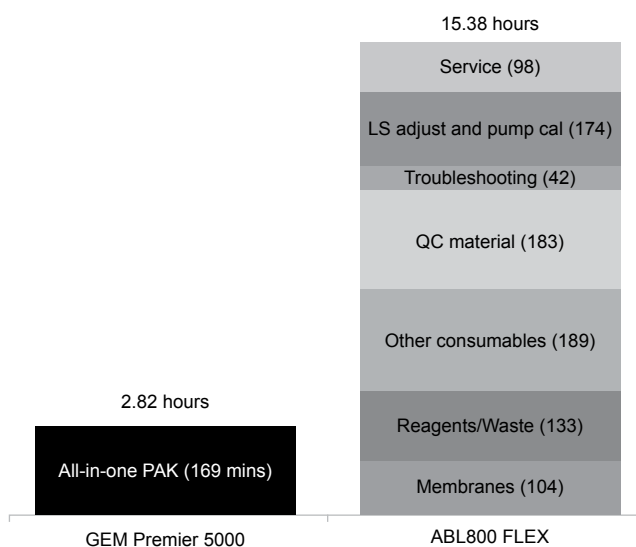 15.38 hours
Service (98)
LS adjust and pump cal (174)
Troubleshooting (42)
QC material (183)
Other consumables (189)
2.82 hours
Reagents/Waste (133)
All-in-one PAK (169 mins)
Membranes (104)
GEM Premier 5000
ABL800 FLEX